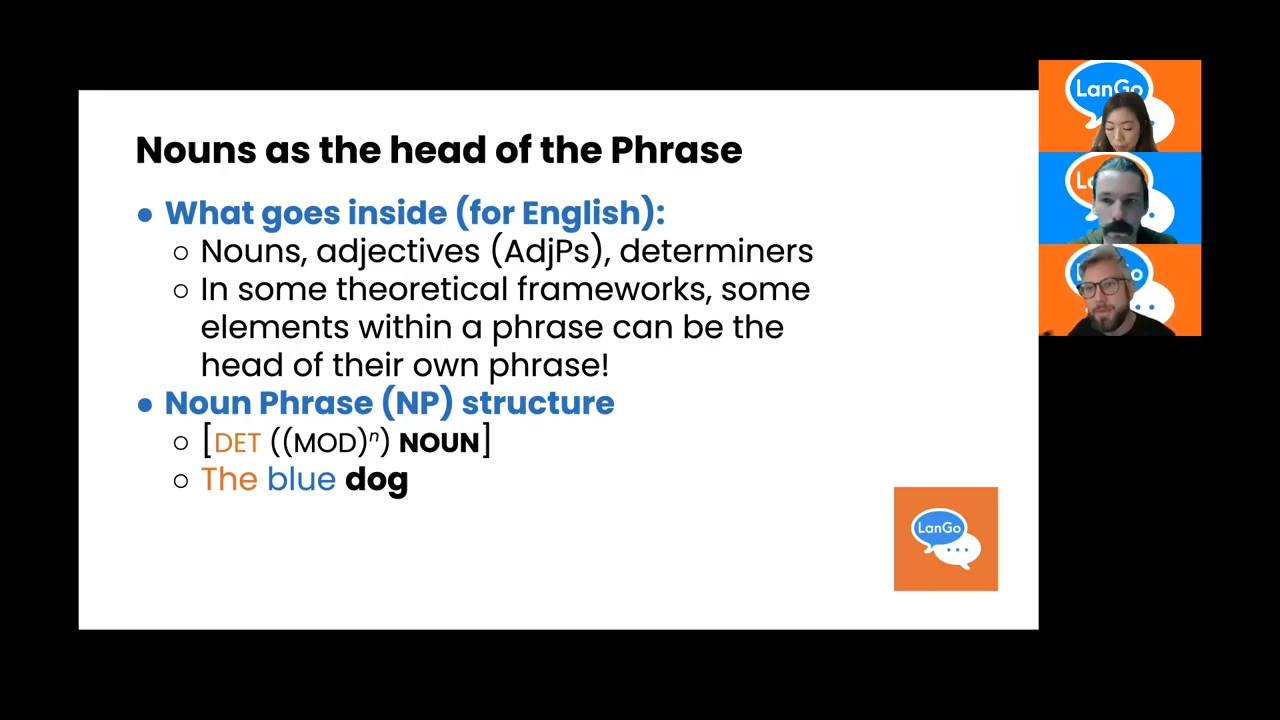 Nouns as the head of the Phrase
● What goes inside (for English):
○ Nouns, adjectives (AdjPs), determiners
○ In some theoretical frameworks, some
elements within a phrase can be the
head of their own phrase!
● Noun Phrase (NP) structure
○ [DET ((MOD)ⁿ) NOUN]
○ The blue dog
LanGo
LanGo